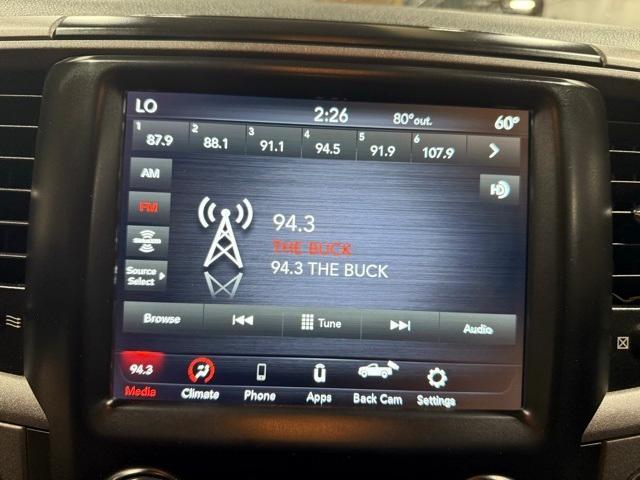 LO 2:26 80°out. 60°
1 87.9 2 88.1 3 91.1 4 94.5 5 91.9 6 107.9
AM
HD
FM
94.3
THE BUCK
94.3 THE BUCK
SiriusXM
Source
Select
Browse Tune Audio
94.3
Media Climate Phone Apps Back Cam Settings